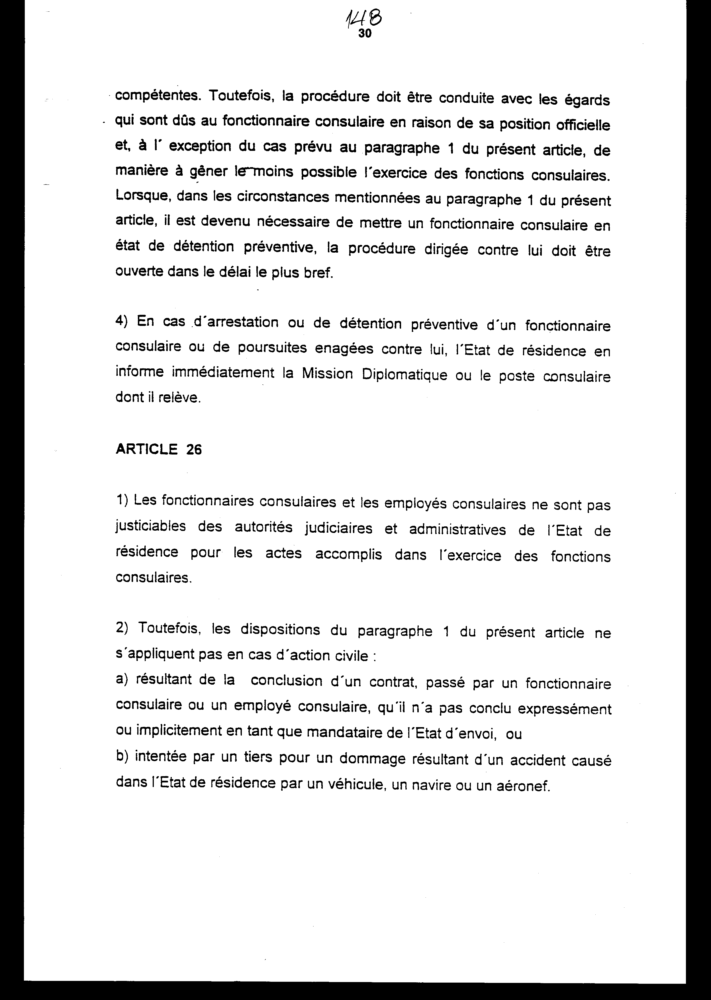 148
30
compétentes. Toutefois, la procédure doit être conduite avec les égards
qui sont dûs au fonctionnaire consulaire en raison de sa position officielle
et, à l´ exception du cas prévu au paragraphe 1 du présent article, de
manière à gêner le moins possible l´exercice des fonctions consulaires.
Lorsque, dans les circonstances mentionnées au paragraphe 1 du présent
article, il est devenu nécessaire de mettre un fonctionnaire consulaire en
état de détention préventive, la procédure dirigée contre lui doit être
ouverte dans le délai le plus bref.
4) En cas d´arrestation ou de détention préventive d´un fonctionnaire
consulaire ou de poursuites enagées contre lui, l´Etat de résidence en
informe immédiatement la Mission Diplomatique ou le poste consulaire
dont il relève.
ARTICLE 26
1) Les fonctionnaires consulaires et les employés consulaires ne sont pas
justiciables des autorités judiciaires et administratives de l´Etat de
résidence pour les actes accomplis dans l´exercice des fonctions
consulaires.
2) Toutefois, les dispositions du paragraphe 1 du présent article ne
s´appliquent pas en cas d´action civile :
a) résultant de la conclusion d´un contrat, passé par un fonctionnaire
consulaire ou un employé consulaire, qu´il n´a pas conclu expressément
ou implicitement en tant que mandataire de l´Etat d´envoi, ou
b) intentée par un tiers pour un dommage résultant d´un accident causé
dans l´Etat de résidence par un véhicule, un navire ou un aéronef.